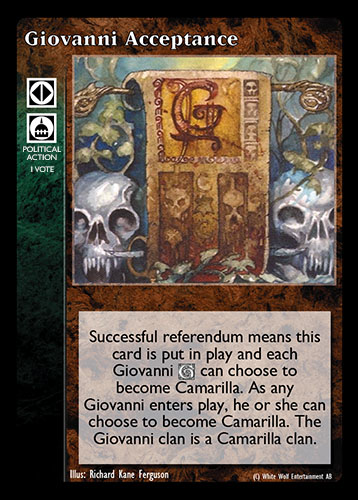 Giovanni Acceptance
POLITICAL
ACTION
1 VOTE
G
Successful referendum means this
card is put in play and each
Giovanni can choose to
become Camarilla. As any
Giovanni enters play, he or she can
choose to become Camarilla. The
Giovanni clan is a Camarilla clan.
Illus: Richard Kane Ferguson
(C) White Wolf Entertainment AB